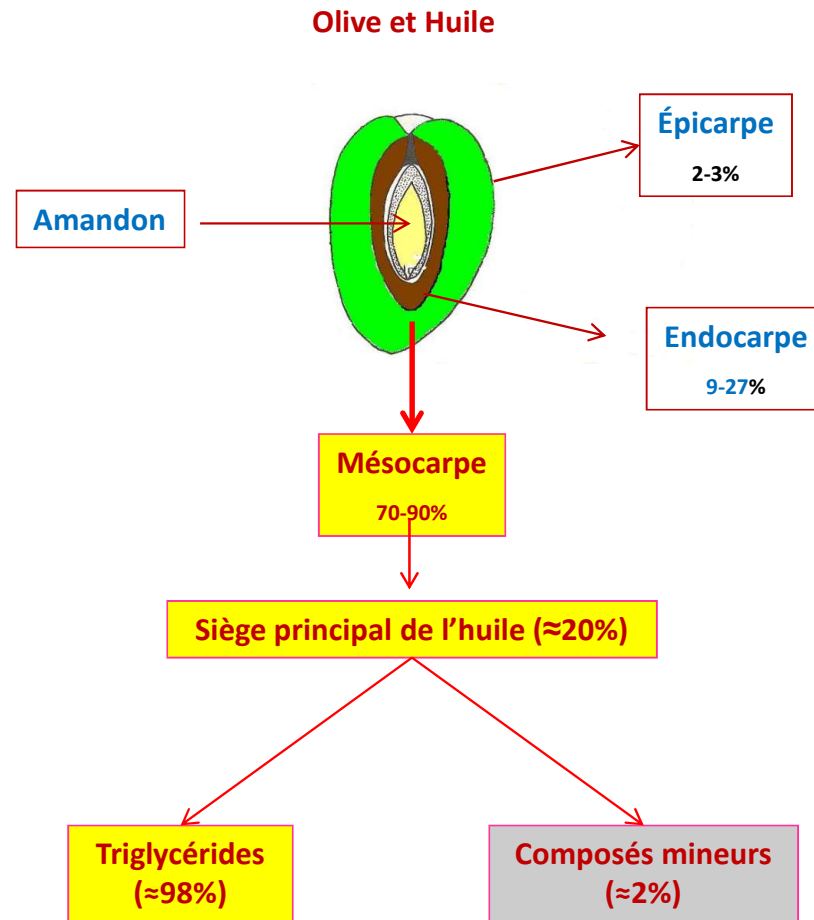 Olive et Huile
Épicarpe
2-3%
Amandon
Endocarpe
9-27%
Mésocarpe
70-90%
Siège principal de l’huile (≈20%)
Triglycérides
(≈98%)
Composés mineurs
(≈2%)